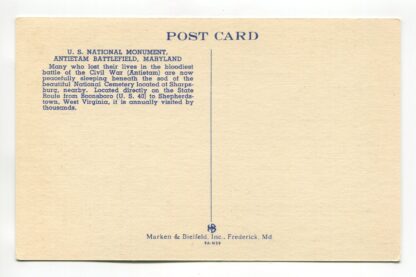 POST CARD
U. S. NATIONAL MONUMENT,
ANTIETAM BATTLEFIELD, MARYLAND
Many who lost their lives in the bloodiest
battle of the Civil War (Antietam) are now
peacefully sleeping beneath the sod of the
beautiful National Cemetery located at Sharps-
burg, nearby. Located directly on the State
Route from Boonsboro (U. S. 40) to Shepherds-
town, West Virginia, it is annually visited by
thousands.
Marken & Bielfeld, Inc., Frederick, Md